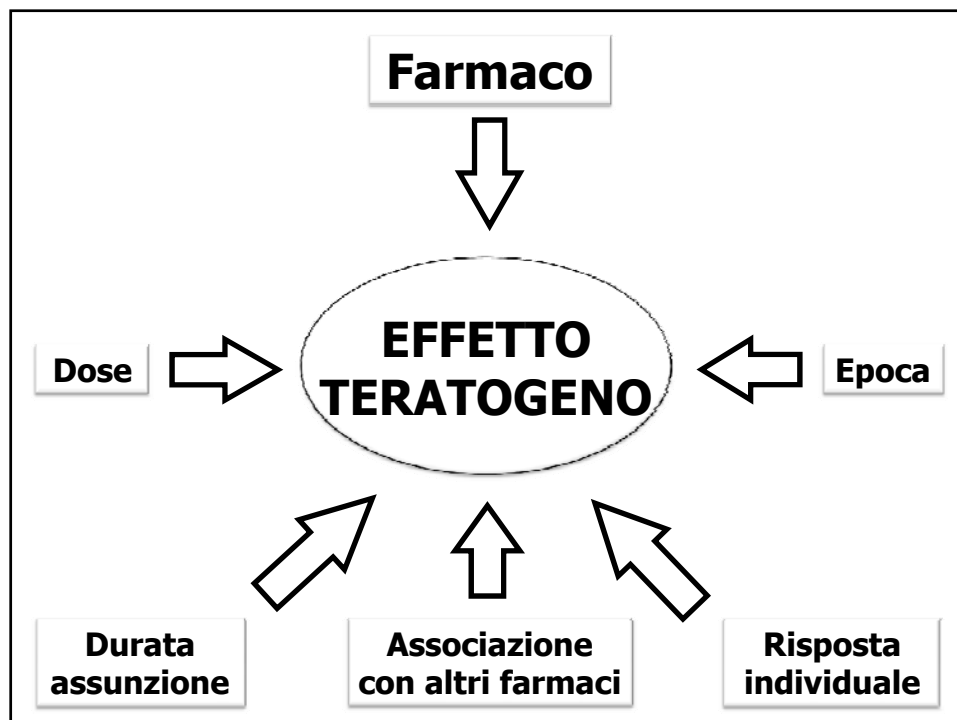 Farmaco
EFFETTO
TERATOGENO
Dose
Epoca
Durata
assunzione
Associazione
con altri farmaci
Risposta
individuale